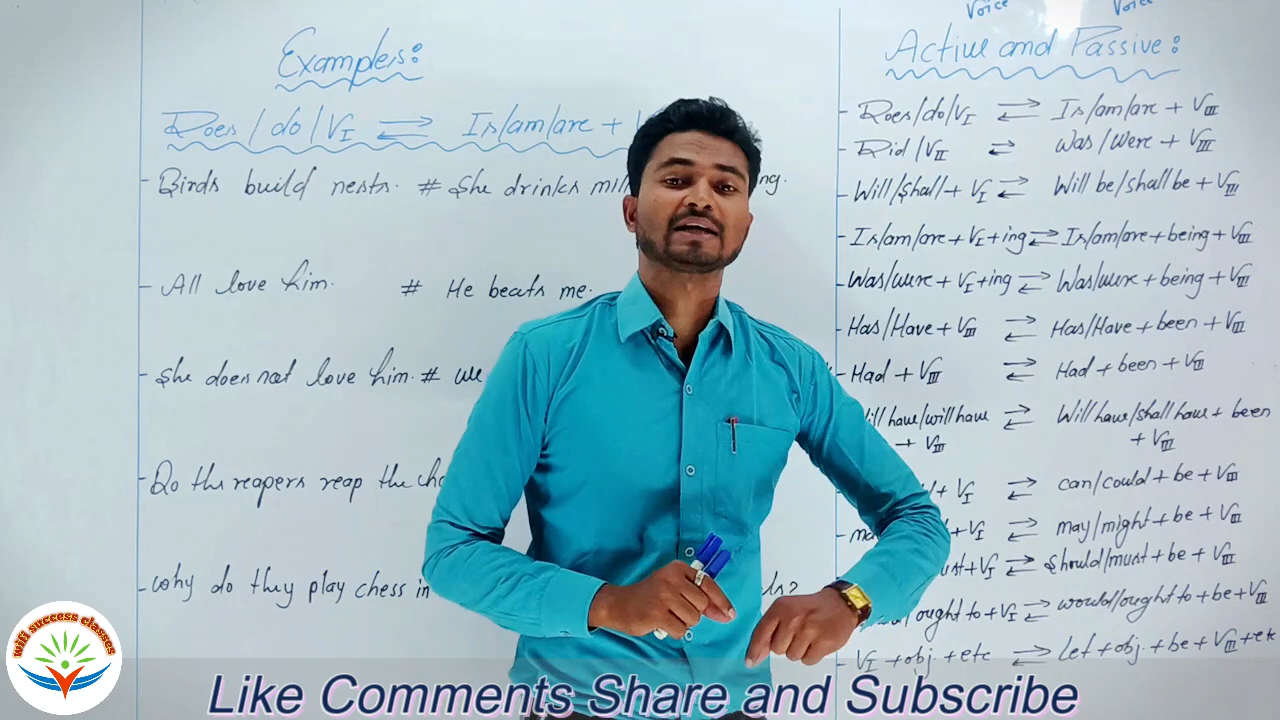 Examples:
Does/do/VI ⇌ Is/am/are +
Birds build nests. # She drinks ng.
All love him. # He beats me.
She does not love him. # We
Do the reapers reap the
Why do they play chess in
Voice Voice
Active and Passive:
Does/do/VI ⇌ Is/am/are + VIII
Did/VII ⇌ Was/Were + VIII
Will/Shall + VI ⇌ Will be/shall be + VIII
Is/am/are + VI + ing ⇌ Is/am/are + being + VIII
Was/were + VI + ing ⇌ Was/were + being + VIII
Has/Have + VIII ⇌ Has/Have + been + VIII
Had + VIII ⇌ Had + been + VIII
will have/will have ⇌ Will have/shall have + been
+ VIII + VIII
+ VI ⇌ can/could + be + VIII
+ VI ⇌ may/might + be + VIII
+ VI ⇌ Should/must + be + VIII
ought to + VI ⇌ would/ought to + be + VIII
VI + obj. + etc ⇌ Let + obj. + be + VIII + etc
wifi success classes
Like Comments Share and Subscribe